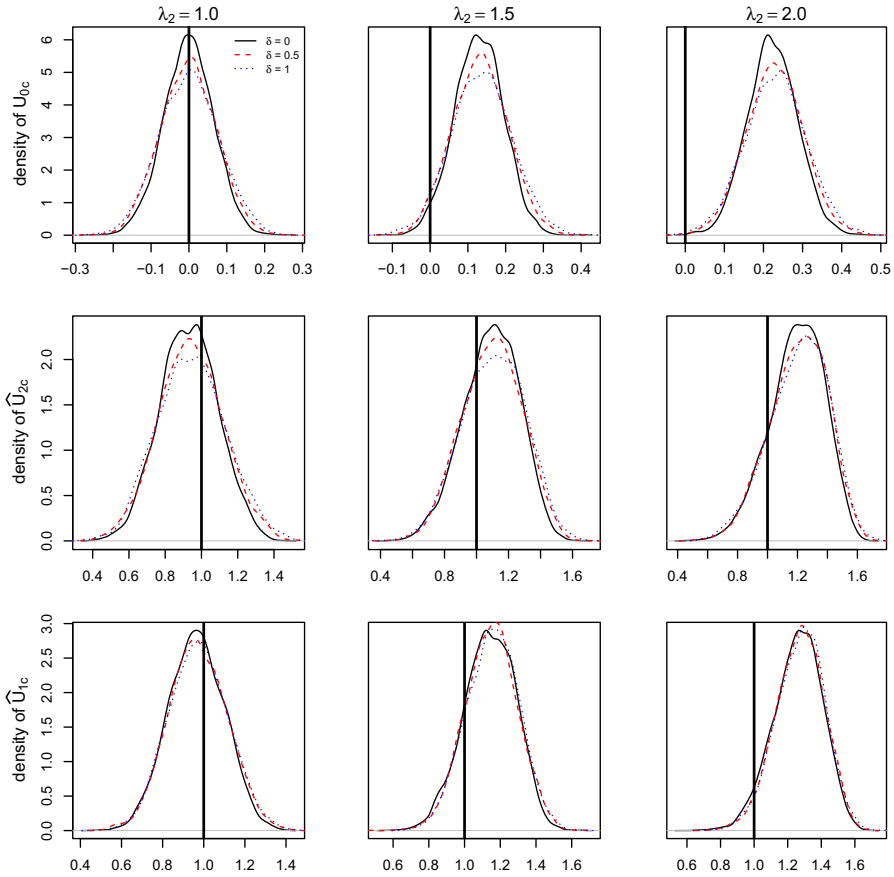 λ₂ = 1.0
λ₂ = 1.5
λ₂ = 2.0
density of U₀c
0 1 2 3 4 5 6
δ = 0
δ = 0.5
δ = 1
−0.3 −0.1 0.0 0.1 0.2 0.3
−0.1 0.0 0.1 0.2 0.3 0.4
0.0 0.1 0.2 0.3 0.4 0.5
density of Û₂c
0.0 0.5 1.0 1.5 2.0
0.4 0.6 0.8 1.0 1.2 1.4
0.4 0.8 1.2 1.6
0.4 0.8 1.2 1.6
density of Û₁c
0.0 0.5 1.0 1.5 2.0 2.5 3.0
0.4 0.6 0.8 1.0 1.2 1.4
0.6 0.8 1.0 1.2 1.4 1.6
0.6 0.8 1.0 1.2 1.4 1.6